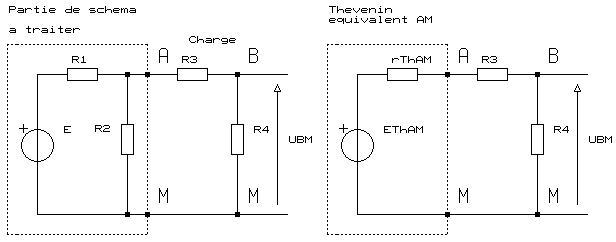 Partie de schema
a traiter
Charge
A
B
R1
R3
E
R2
R4
UBM
M
M
Thevenin
equivalent AM
A
B
rThAM
R3
EThAM
R4
UBM
M
M